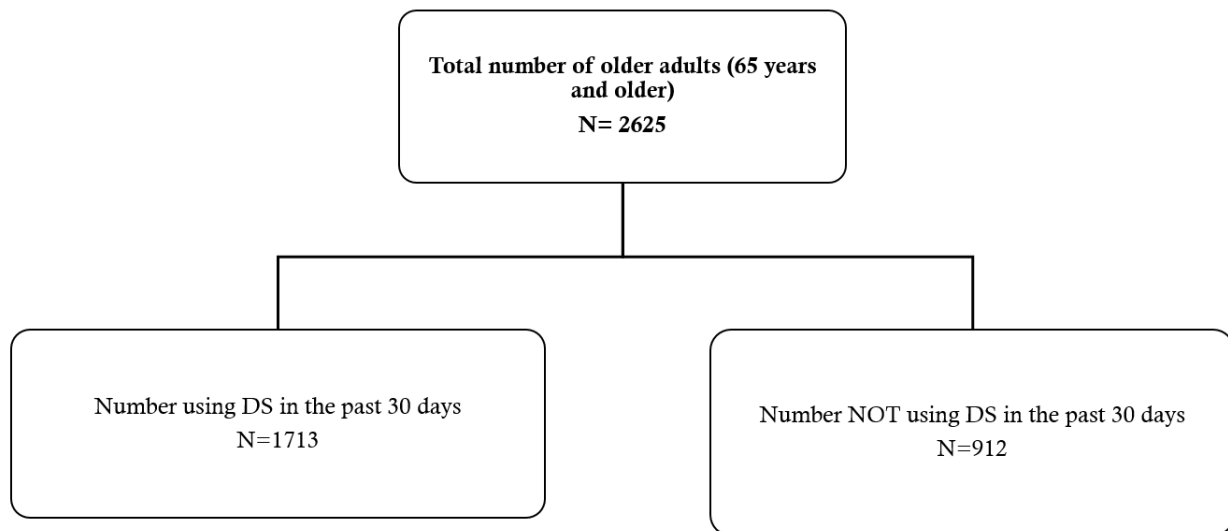 Total number of older adults (65 years
and older)
N= 2625
Number using DS in the past 30 days
N=1713
Number NOT using DS in the past 30 days
N=912